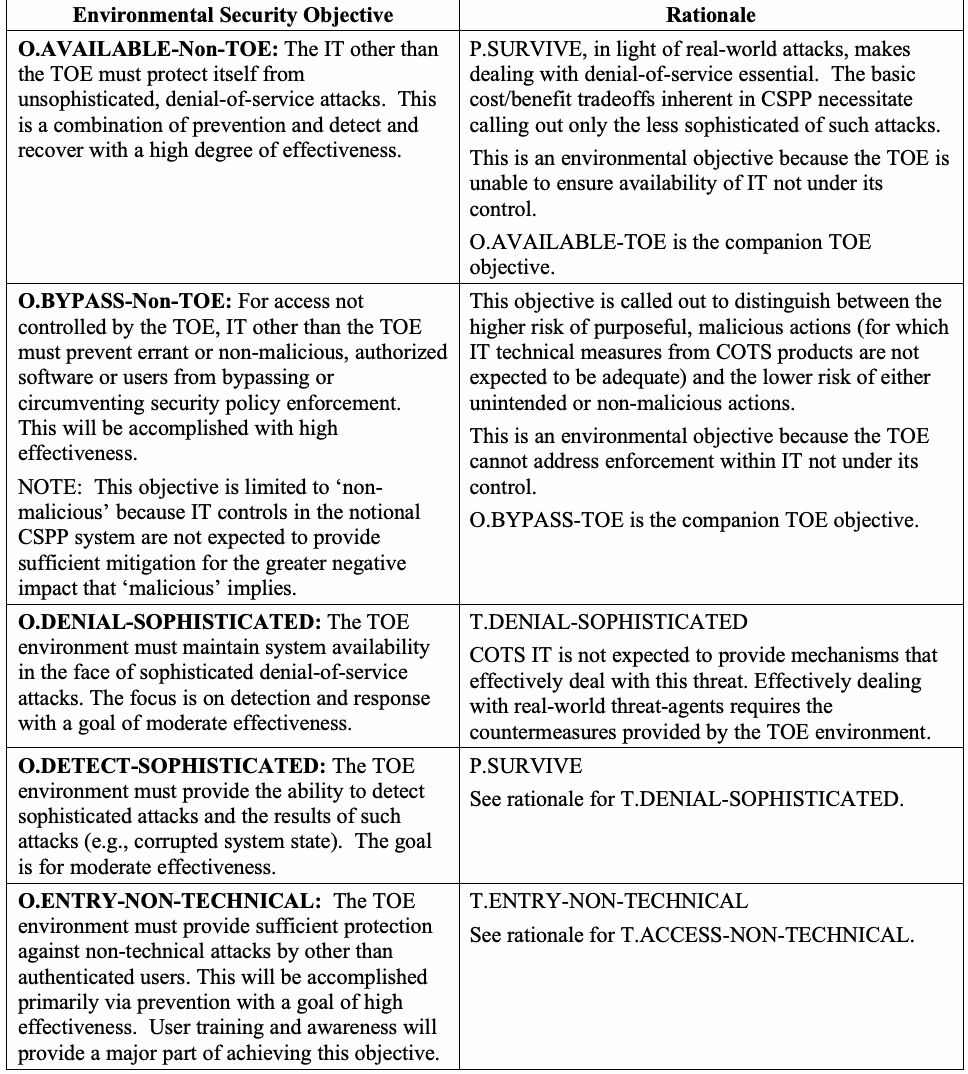 Environmental Security Objective
Rationale
O.AVAILABLE-Non-TOE: The IT other than
the TOE must protect itself from
unsophisticated, denial-of-service attacks.  This
is a combination of prevention and detect and
recover with a high degree of effectiveness.
P.SURVIVE, in light of real-world attacks, makes
dealing with denial-of-service essential.  The basic
cost/benefit tradeoffs inherent in CSPP necessitate
calling out only the less sophisticated of such attacks.
This is an environmental objective because the TOE is
unable to ensure availability of IT not under its
control.
O.AVAILABLE-TOE is the companion TOE
objective.
O.BYPASS-Non-TOE: For access not
controlled by the TOE, IT other than the TOE
must prevent errant or non-malicious, authorized
software or users from bypassing or
circumventing security policy enforcement.
This will be accomplished with high
effectiveness.
NOTE:  This objective is limited to ‘non-
malicious’ because IT controls in the notional
CSPP system are not expected to provide
sufficient mitigation for the greater negative
impact that ‘malicious’ implies.
This objective is called out to distinguish between the
higher risk of purposeful, malicious actions (for which
IT technical measures from COTS products are not
expected to be adequate) and the lower risk of either
unintended or non-malicious actions.
This is an environmental objective because the TOE
cannot address enforcement within IT not under its
control.
O.BYPASS-TOE is the companion TOE objective.
O.DENIAL-SOPHISTICATED: The TOE
environment must maintain system availability
in the face of sophisticated denial-of-service
attacks. The focus is on detection and response
with a goal of moderate effectiveness.
T.DENIAL-SOPHISTICATED
COTS IT is not expected to provide mechanisms that
effectively deal with this threat. Effectively dealing
with real-world threat-agents requires the
countermeasures provided by the TOE environment.
O.DETECT-SOPHISTICATED: The TOE
environment must provide the ability to detect
sophisticated attacks and the results of such
attacks (e.g., corrupted system state).  The goal
is for moderate effectiveness.
P.SURVIVE
See rationale for T.DENIAL-SOPHISTICATED.
O.ENTRY-NON-TECHNICAL:  The TOE
environment must provide sufficient protection
against non-technical attacks by other than
authenticated users. This will be accomplished
primarily via prevention with a goal of high
effectiveness.  User training and awareness will
provide a major part of achieving this objective.
T.ENTRY-NON-TECHNICAL
See rationale for T.ACCESS-NON-TECHNICAL.